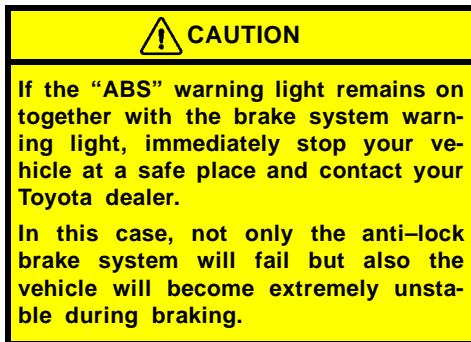 CAUTION
If the “ABS” warning light remains on
together with the brake system warn-
ing light, immediately stop your ve-
hicle at a safe place and contact your
Toyota dealer.
In this case, not only the anti–lock
brake system will fail but also the
vehicle will become extremely unsta-
ble during braking.